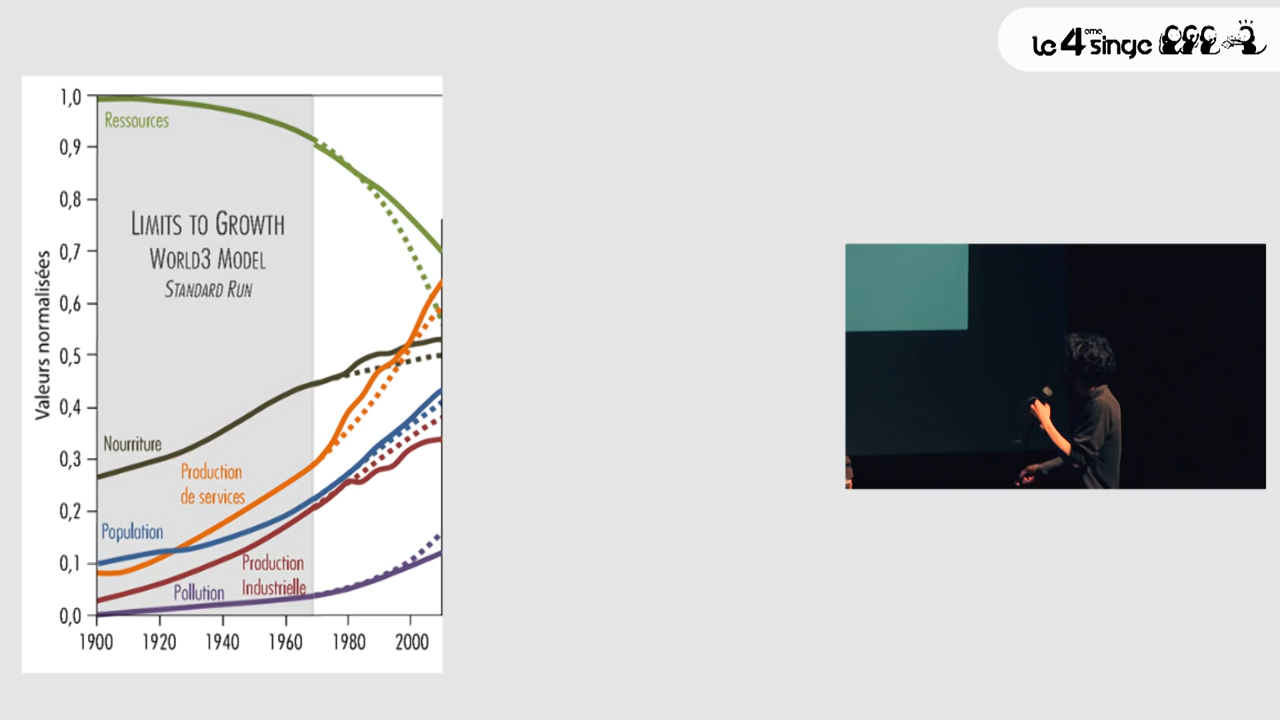 le 4ème singe
1,0
Ressources
0,9
0,8
LIMITS TO GROWTH
0,7
WORLD3 MODEL
STANDARD RUN
0,6
Valeurs normalisées
0,5
0,4
Nourriture
0,3
Production
de services
0,2
Population
0,1
Production
Industrielle
Pollution
0,0
1900 1920 1940 1960 1980 2000